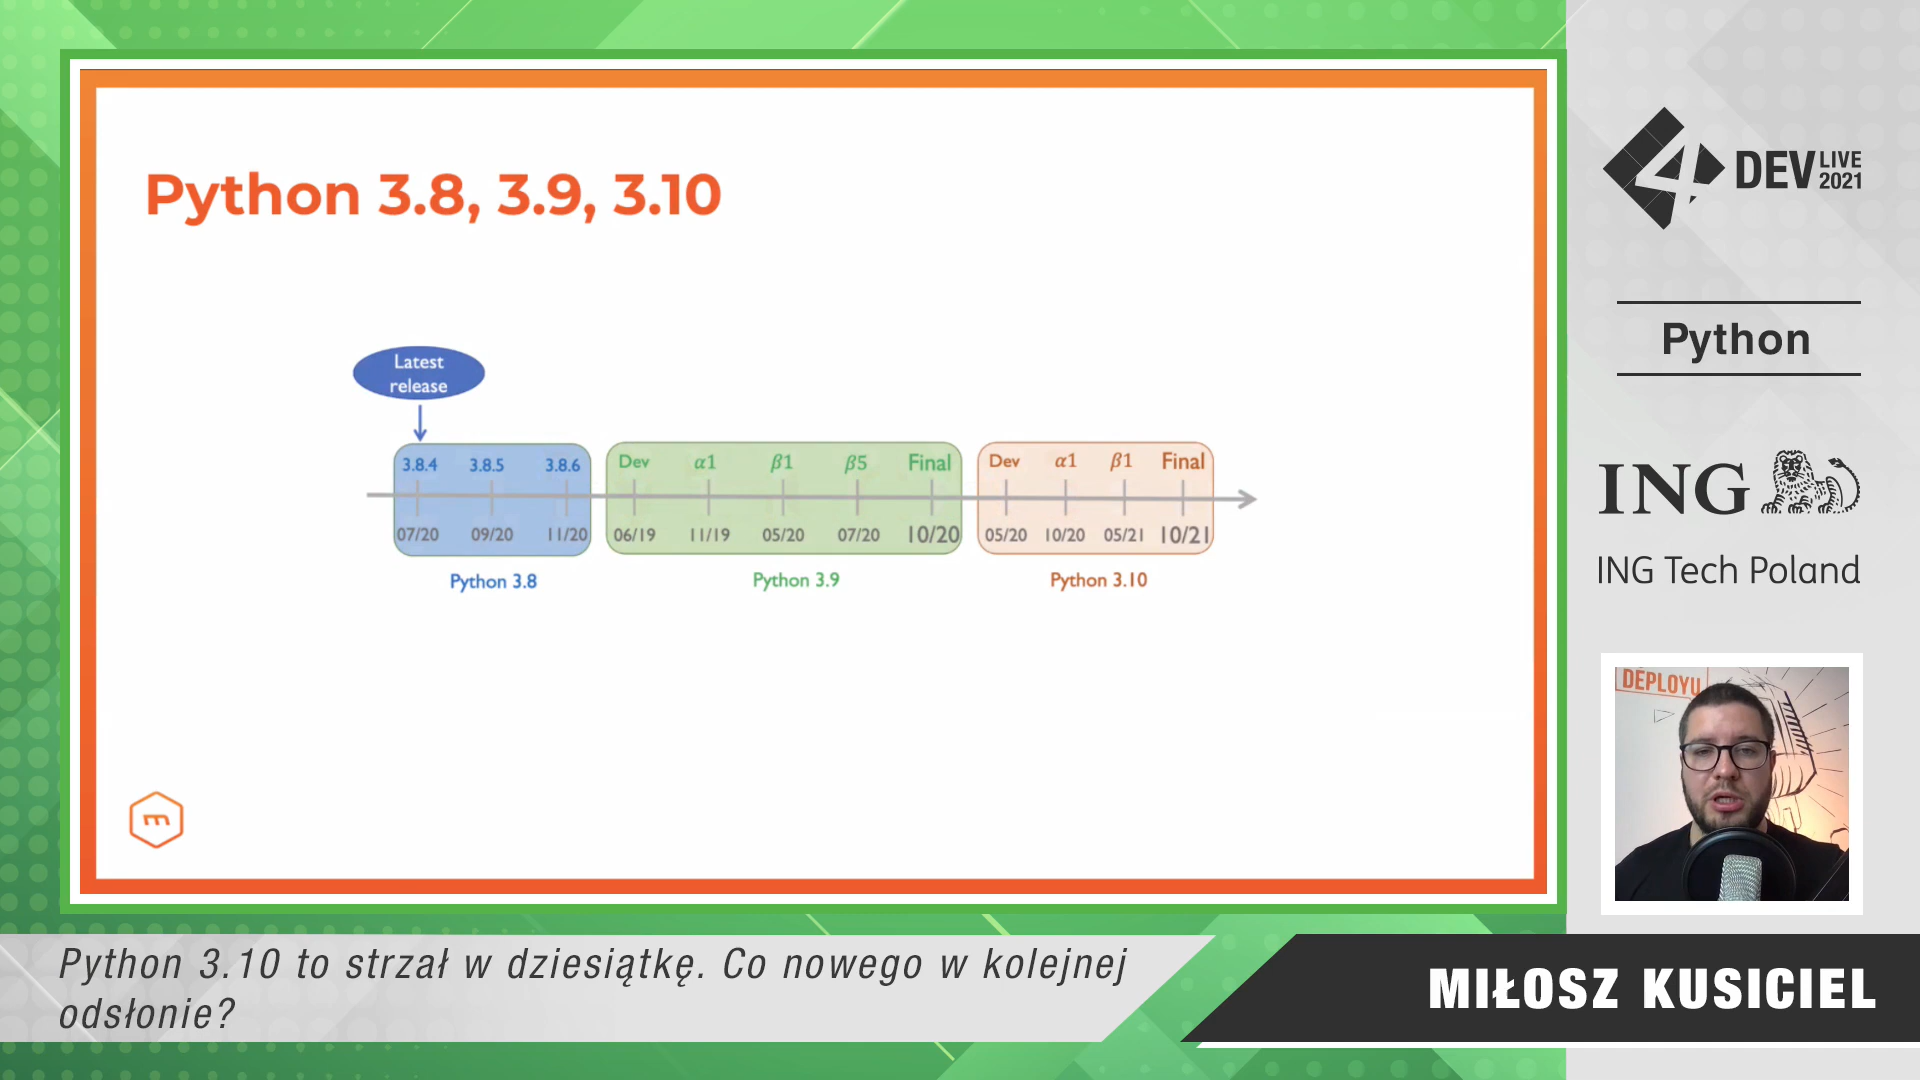 Python 3.8, 3.9, 3.10
Latest
release
3.8.4 3.8.5 3.8.6
07/20 09/20 11/20
Python 3.8
Dev α1 β1 β5 Final
06/19 11/19 05/20 07/20 10/20
Python 3.9
Dev α1 β1 Final
05/20 10/20 05/21 10/21
Python 3.10
m
4 DEV LIVE
2021
Python
ING
ING Tech Poland
DEPLOYU
Python 3.10 to strzał w dziesiątkę. Co nowego w kolejnej
odsłonie?
MIŁOSZ KUSICIEL